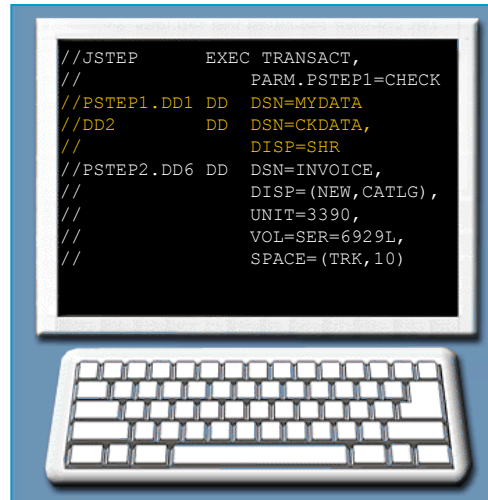 //JSTEP      EXEC TRANSACT,
//              PARM.PSTEP1=CHECK
//PSTEP1.DD1 DD  DSN=MYDATA
//DD2        DD  DSN=CKDATA,
//              DISP=SHR
//PSTEP2.DD6 DD  DSN=INVOICE,
//              DISP=(NEW,CATLG),
//              UNIT=3390,
//              VOL=SER=6929L,
//              SPACE=(TRK,10)